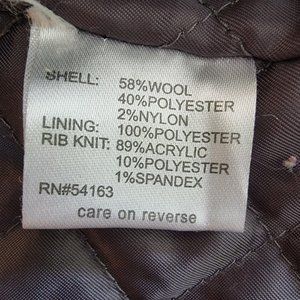 SHELL: 58%WOOL
40%POLYESTER
2%NYLON
LINING: 100%POLYESTER
RIB KNIT: 89%ACRYLIC
10%POLYESTER
1%SPANDEX
RN#54163
care on reverse